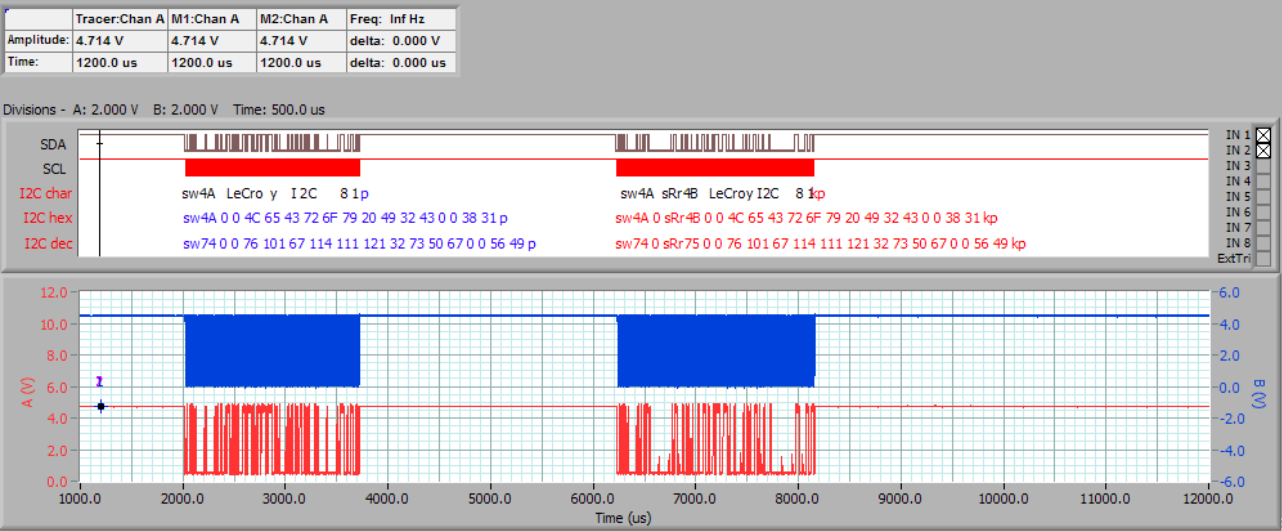 Tracer:Chan A M1:Chan A M2:Chan A Freq: Inf Hz
Amplitude: 4.714 V 4.714 V 4.714 V delta: 0.000 V
Time: 1200.0 us 1200.0 us 1200.0 us delta: 0.000 us
Divisions - A: 2.000 V B: 2.000 V Time: 500.0 us
SDA
SCL
I2C char sw4A LeCro y I2C 8 1p sw4A sRr4B LeCroy I2C 8 1kp
I2C hex sw4A 0 0 4C 65 43 72 6F 79 20 49 32 43 0 0 38 31 p sw4A 0 sRr4B 0 0 4C 65 43 72 6F 79 20 49 32 43 0 0 38 31 kp
I2C dec sw74 0 0 76 101 67 114 111 121 32 73 50 67 0 0 56 49 p sw74 0 sRr75 0 0 76 101 67 114 111 121 32 73 50 67 0 0 56 49 kp
IN 1
IN 2
IN 3
IN 4
IN 5
IN 6
IN 7
IN 8
ExtTri
12.0 6.0
10.0 4.0
8.0 2.0
6.0 0.0
4.0 -2.0
2.0 -4.0
0.0 -6.0
A (V)
B (V)
1000.0 2000.0 3000.0 4000.0 5000.0 6000.0 7000.0 8000.0 9000.0 10000.0 11000.0 12000.0
Time (us)